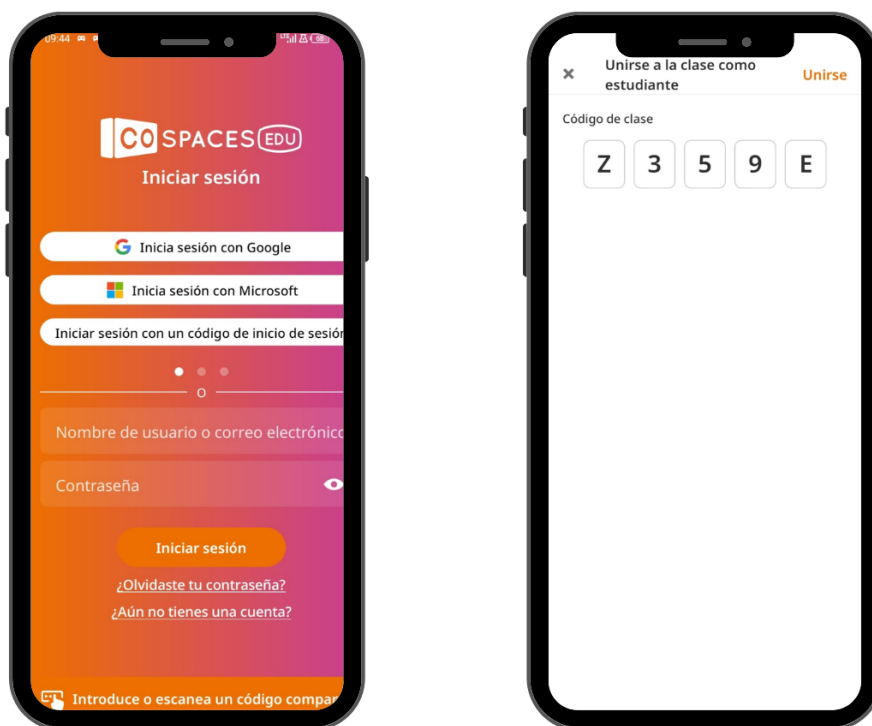 09:44
68
CO SPACES EDU
Iniciar sesión
Inicia sesión con Google
Inicia sesión con Microsoft
Iniciar sesión con un código de inicio de sesión
O
Nombre de usuario o correo electrónico
Contraseña
Iniciar sesión
¿Olvidaste tu contraseña?
¿Aún no tienes una cuenta?
Introduce o escanea un código compar
Unirse a la clase como
estudiante
Unirse
Código de clase
Z 3 5 9 E